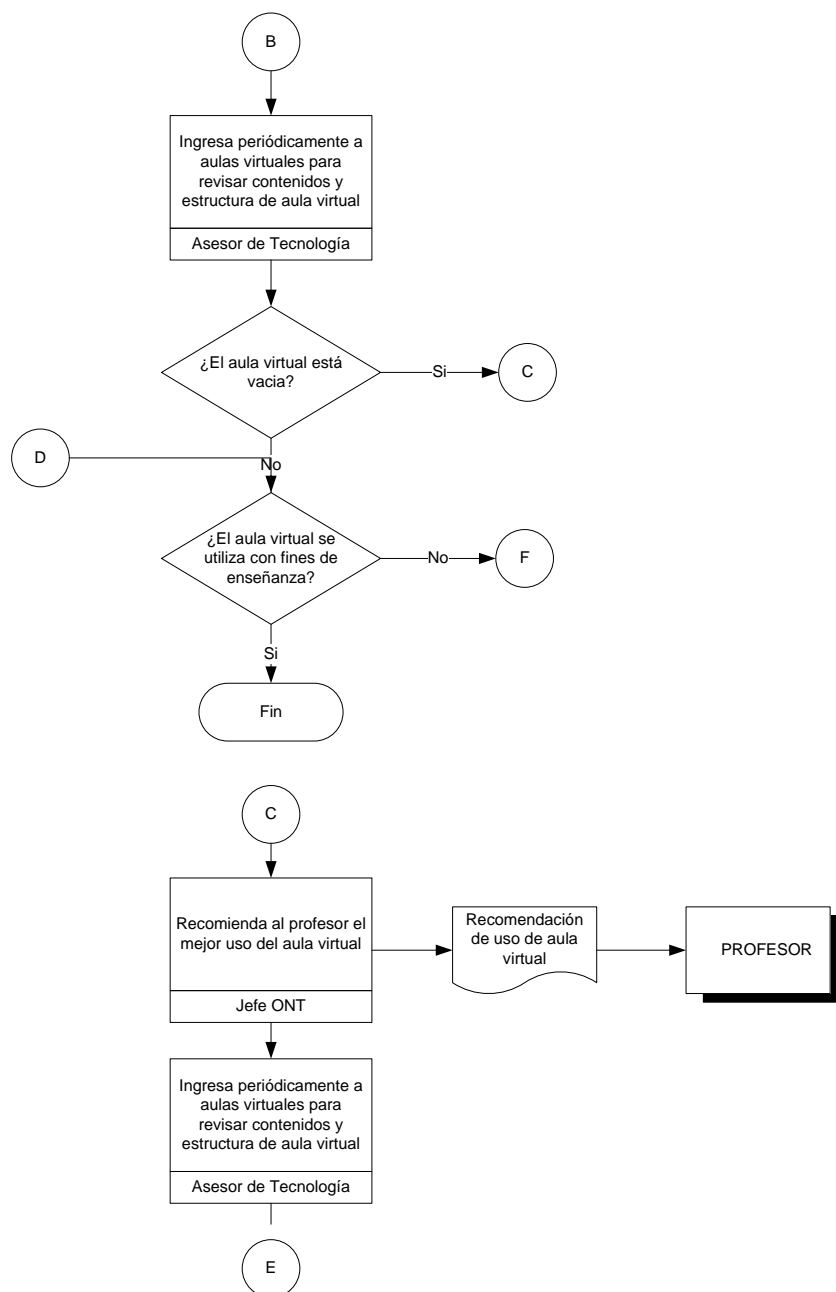 B
Ingresa periódicamente a
aulas virtuales para
revisar contenidos y
estructura de aula virtual
Asesor de Tecnología
¿El aula virtual está
vacia?
Si
C
D
No
¿El aula virtual se
utiliza con fines de
enseñanza?
No
F
Si
Fin
C
Recomienda al profesor el
mejor uso del aula virtual
Jefe ONT
Recomendación
de uso de aula
virtual
PROFESOR
Ingresa periódicamente a
aulas virtuales para
revisar contenidos y
estructura de aula virtual
Asesor de Tecnología
E